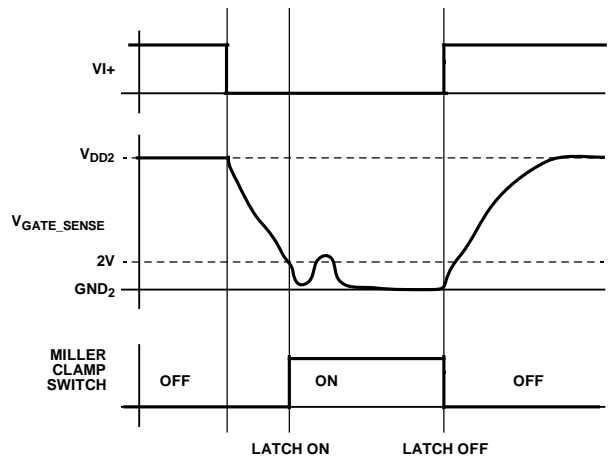 VI+
VDD2
VGATE_SENSE
2V
GND2
MILLER
CLAMP
SWITCH
OFF
ON
OFF
LATCH ON
LATCH OFF